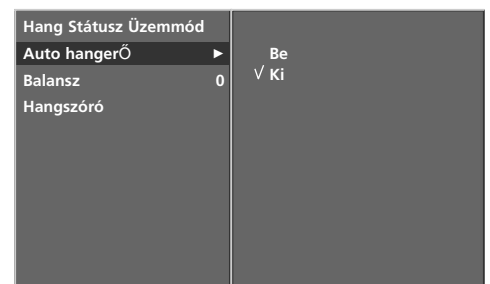 Hang Státusz Üzemmód
Auto hangerŐ ►
Be
Balansz 0
√ Ki
Hangszóró